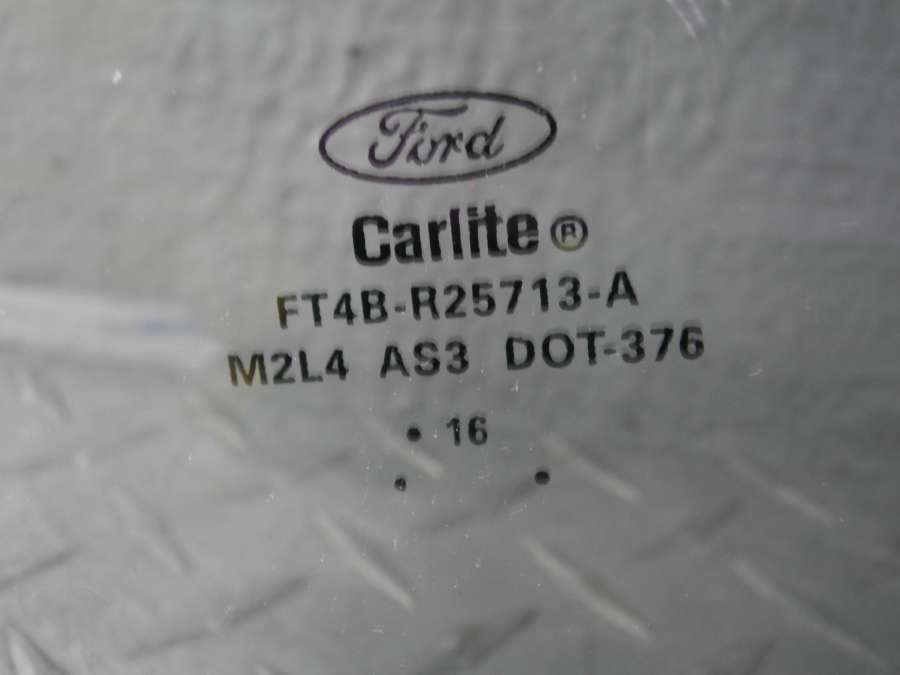 Ford
Carlite®
FT4B-R25713-A
M2L4 AS3 DOT-376
• 16
• •